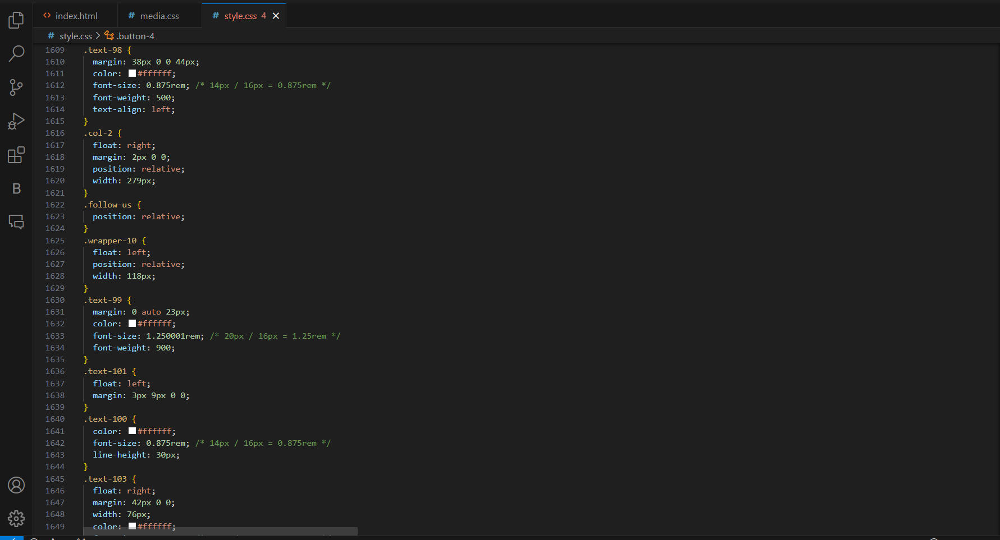 index.html
media.css
style.css 4
style.css > .button-4
1609 .text-98 {
1610 margin: 38px 0 0 44px;
1611 color: #ffffff;
1612 font-size: 0.875rem; /* 14px / 16px = 0.875rem */
1613 font-weight: 500;
1614 text-align: left;
1615 }
1616 .col-2 {
1617 float: right;
1618 margin: 2px 0 0;
1619 position: relative;
1620 width: 279px;
1621 }
1622 .follow-us {
1623 position: relative;
1624 }
1625 .wrapper-10 {
1626 float: left;
1627 position: relative;
1628 width: 118px;
1629 }
1630 .text-99 {
1631 margin: 0 auto 23px;
1632 color: #ffffff;
1633 font-size: 1.250001rem; /* 20px / 16px = 1.25rem */
1634 font-weight: 900;
1635 }
1636 .text-101 {
1637 float: left;
1638 margin: 3px 9px 0 0;
1639 }
1640 .text-100 {
1641 color: #ffffff;
1642 font-size: 0.875rem; /* 14px / 16px = 0.875rem */
1643 line-height: 30px;
1644 }
1645 .text-103 {
1646 float: right;
1647 margin: 42px 0 0;
1648 width: 76px;
1649 color: #ffffff;
B